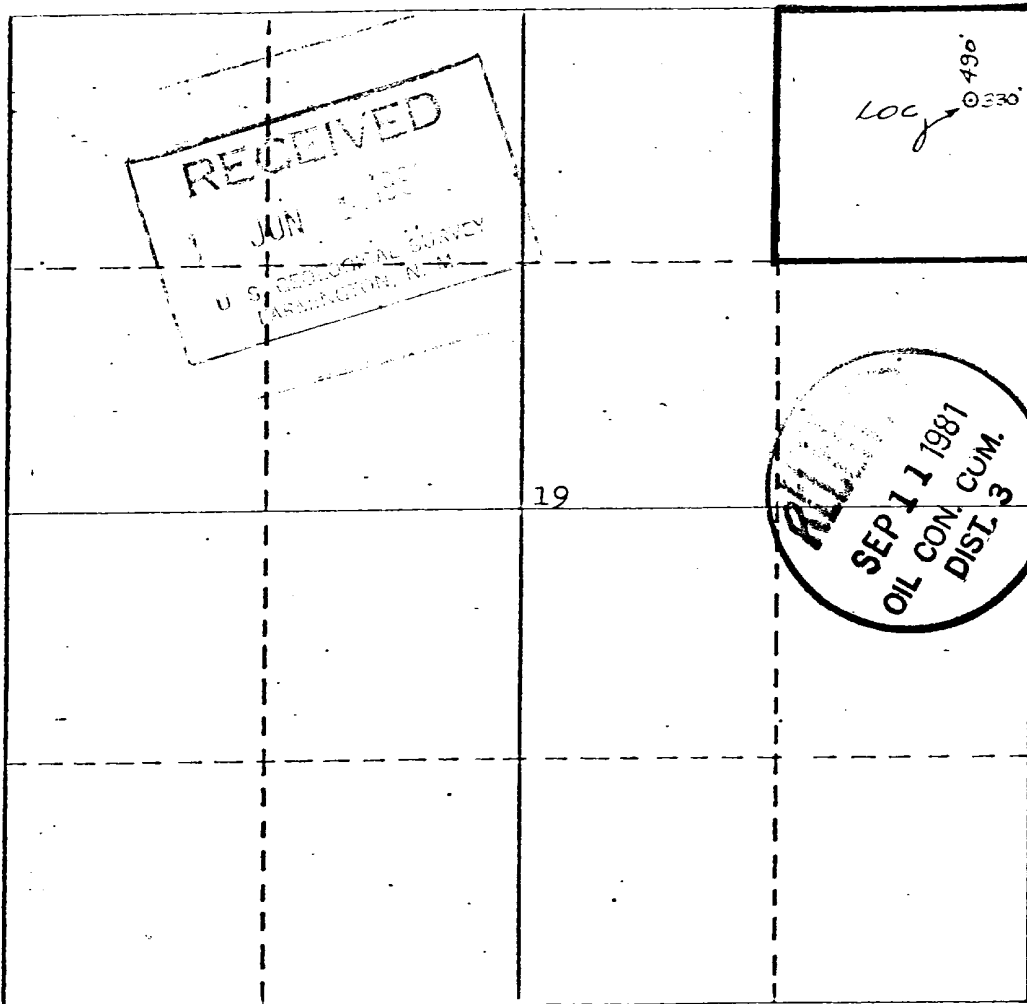 490'
330'
LOC
RECEIVED
JUN
U S GEOLOGICAL SURVEY
FARMINGTON, N. M.
19
SEP 11 1981
OIL CON. COM.
DIST. 3